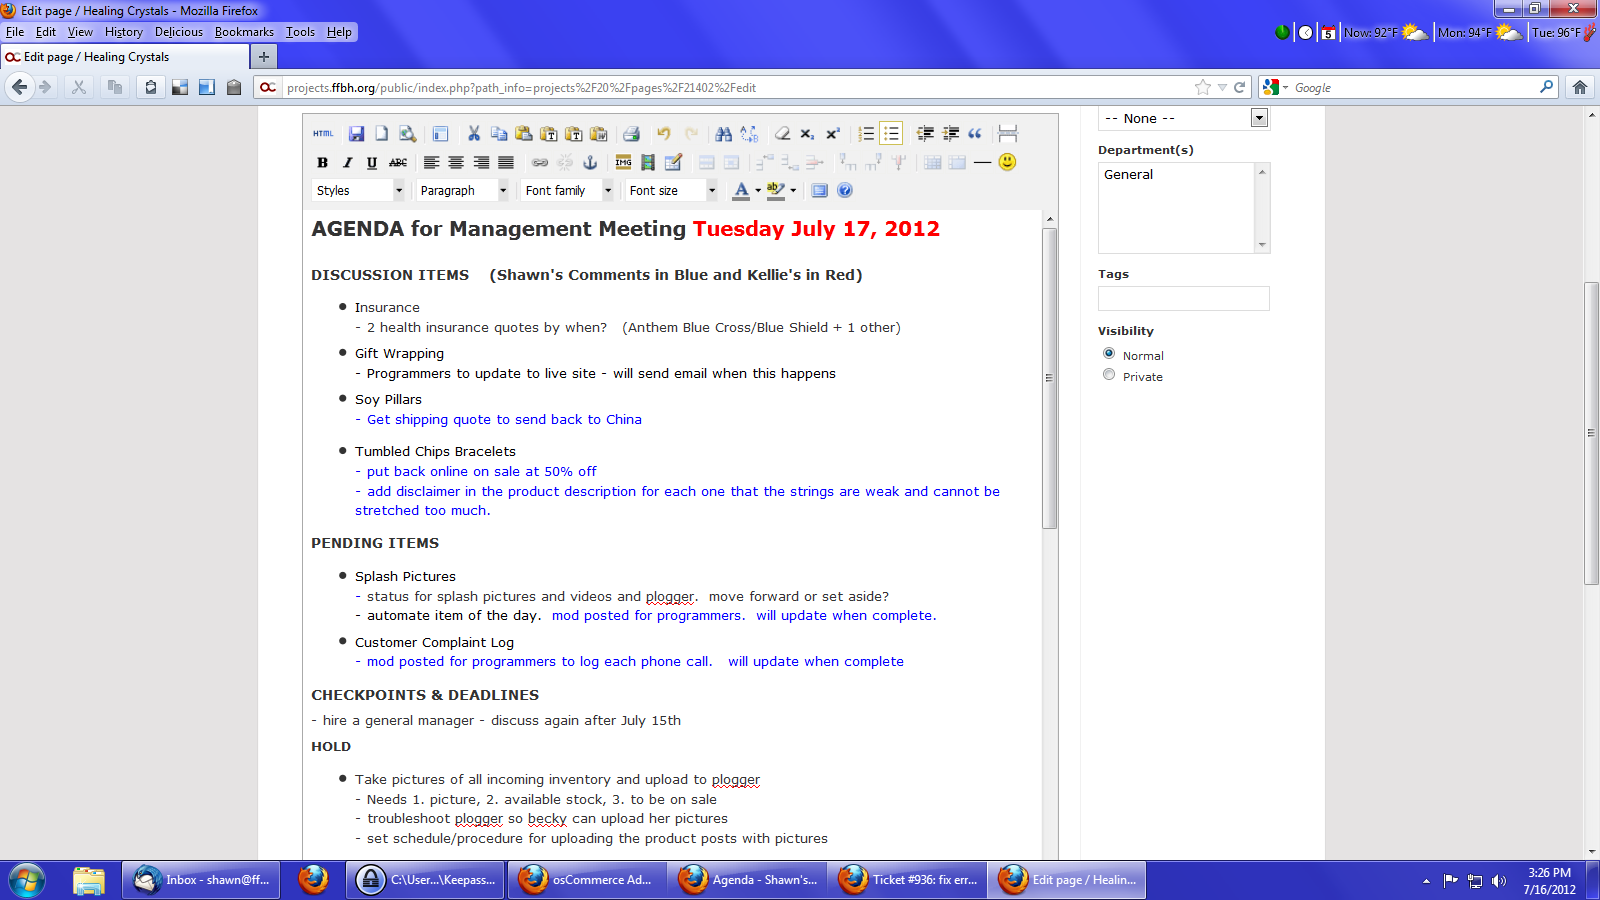 Edit page / Healing Crystals - Mozilla Firefox
File Edit View History Delicious Bookmarks Tools Help
5 Now: 92°F Mon: 94°F Tue: 96°F
Edit page / Healing Crystals
projects.ffbh.org/public/index.php?path_info=projects%2F20%2Fpages%2F21402%2Fedit
Google
HTML
B I U ABC IMG
Styles Paragraph Font family Font size
AGENDA for Management Meeting Tuesday July 17, 2012
DISCUSSION ITEMS (Shawn's Comments in Blue and Kellie's in Red)
Insurance
- 2 health insurance quotes by when? (Anthem Blue Cross/Blue Shield + 1 other)
Gift Wrapping
- Programmers to update to live site - will send email when this happens
Soy Pillars
- Get shipping quote to send back to China
Tumbled Chips Bracelets
- put back online on sale at 50% off
- add disclaimer in the product description for each one that the strings are weak and cannot be
stretched too much.
PENDING ITEMS
Splash Pictures
- status for splash pictures and videos and plogger. move forward or set aside?
- automate item of the day. mod posted for programmers. will update when complete.
Customer Complaint Log
- mod posted for programmers to log each phone call. will update when complete
CHECKPOINTS & DEADLINES
- hire a general manager - discuss again after July 15th
HOLD
Take pictures of all incoming inventory and upload to plogger
- Needs 1. picture, 2. available stock, 3. to be on sale
- troubleshoot plogger so becky can upload her pictures
- set schedule/procedure for uploading the product posts with pictures
-- None --
Department(s)
General
Tags
Visibility
Normal
Private
Inbox - shawn@ff...
C:\User...\Keepass...
osCommerce Ad...
Agenda - Shawn's...
Ticket #936: fix err...
Edit page / Healin...
3:26 PM
7/16/2012